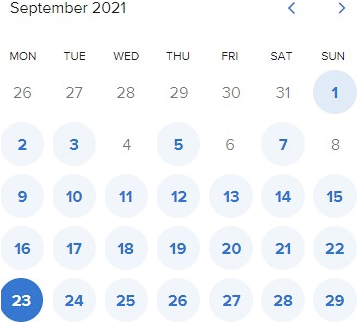 September 2021
MON TUE WED THU FRI SAT SUN
26 27 28 29 30 31 1
2 3 4 5 6 7 8
9 10 11 12 13 14 15
16 17 18 19 20 21 22
23 24 25 26 27 28 29